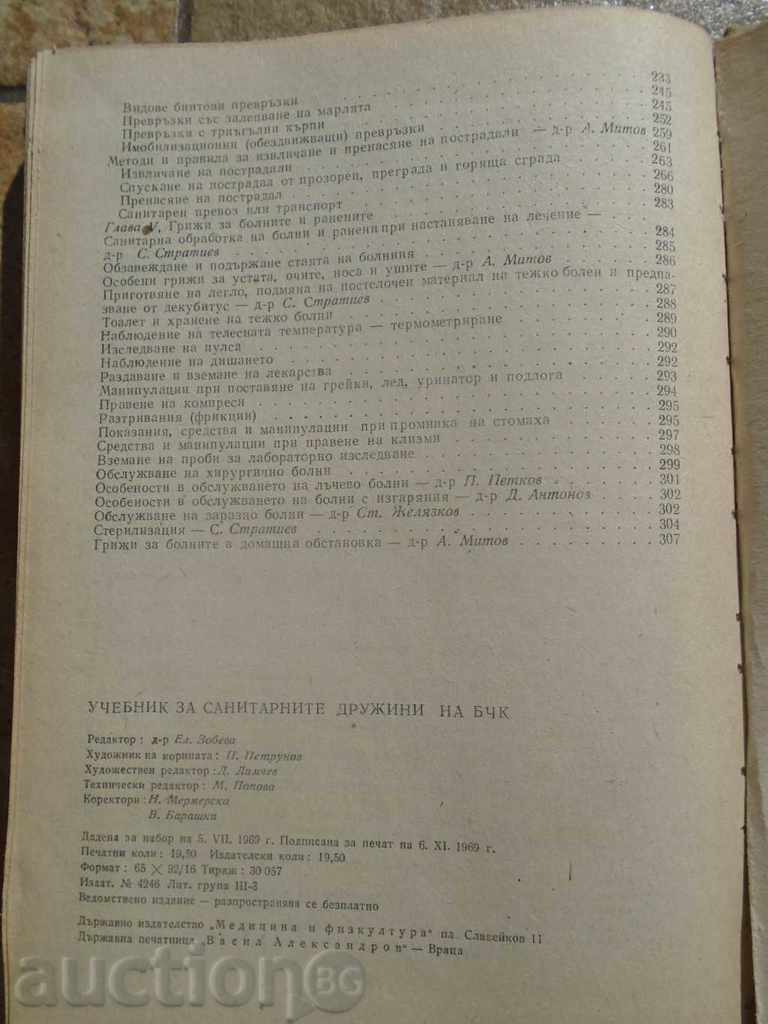 233
Видове бинтови превръзки 245
Превръзки със залепване на марлята 245
Превръзки с триъгълни кърпи 252
Имобилизационни (обездвижващи) превръзки 259
Методи и правила за извличане и пренасяне на пострадали — д-р А. Митов 261
Извличане на пострадали 263
Спускане на пострадал от прозорец, преграда и горяща сграда 266
Пренасяне на пострадал 280
Санитарен превоз или транспорт 283
Глава V. Грижи за болните и ранените
Санитарна обработка на болни и ранени при настаняване на лечение —
д-р С. Стратиев 284
Обзавеждане и подържане стаята на болния 285
Особени грижи за устата, очите, носа и ушите — д-р А. Митов 286
Приготвяне на легло, подмяна на постелочен материал на тежко болен и предпа-
зване от декубитус — д-р С. Стратиев 287
Тоалет и хранене на тежко болни 288
Наблюдение на телесната температура — термометриране 289
Изследване на пулса 290
Наблюдение на дишането 292
Раздаване и вземане на лекарства 292
Манипулации при поставяне на грейка, лед, уринатор и подлога 293
Правене на компреси 294
Разтривания (фрикции) 295
Показания, средства и манипулации при промивка на стомаха 295
Средства и манипулации при правене на клизми 297
Вземане на проби за лабораторно изследване 298
Обслужване на хирургично болни 299
Особености в обслужването на лъчево болни — д-р П. Петков 301
Особености в обслужването на болни с изгаряния — д-р Д. Антонов 302
Обслужване на заразно болни — д-р Ст. Желязков 302
Стерилизация — С. Стратиев 304
Грижи за болните в домашна обстановка — д-р А. Митов 307
УЧЕБНИК ЗА САНИТАРНИТЕ ДРУЖИНИ НА БЧК
Редактор: д-р Ел. Зобева
Художник на корицата: П. Петрунов
Художествен редактор: Д. Дамчев
Технически редактор: М. Попова
Коректори: Н. Мермерска
В. Барашка
Дадена за набор на 5. VII. 1969 г. Подписана за печат на 6. XI. 1969 г.
Печатни коли: 19,50 Издателски коли: 19,50
Формат: 65 × 92/16 Тираж: 30 057
Издат. № 4246 Лит. група III-3
Ведомствено издание — разпространява се безплатно
Държавно издателство „Медицина и физкултура“ пл. Славейков 11
Държавна печатница „Васил Александров“ — Враца
auction BG